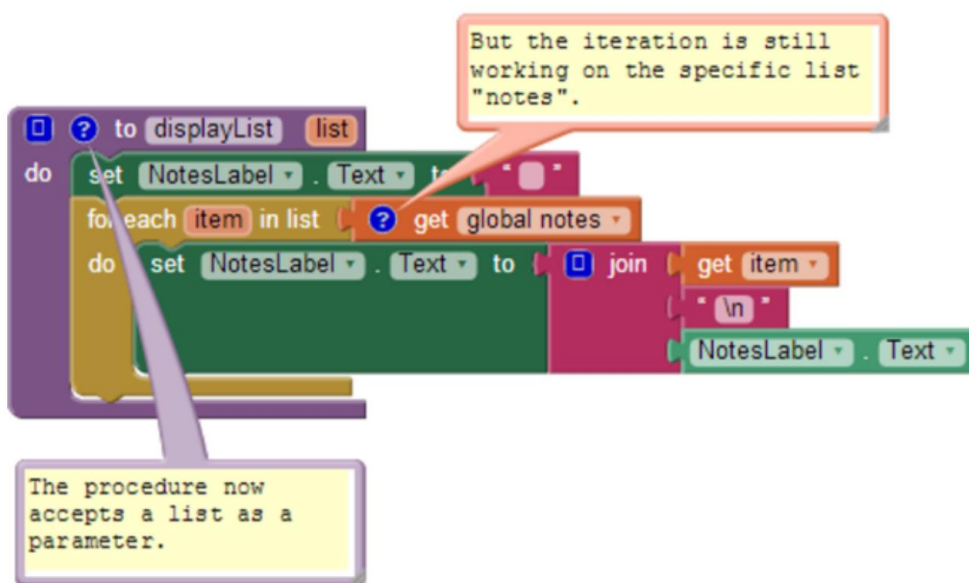 But the iteration is still
working on the specific list
"notes".
? to displayList list
do set NotesLabel . Text to " "
for each item in list ? get global notes
do set NotesLabel . Text to join get item
" \n "
NotesLabel . Text
The procedure now
accepts a list as a
parameter.